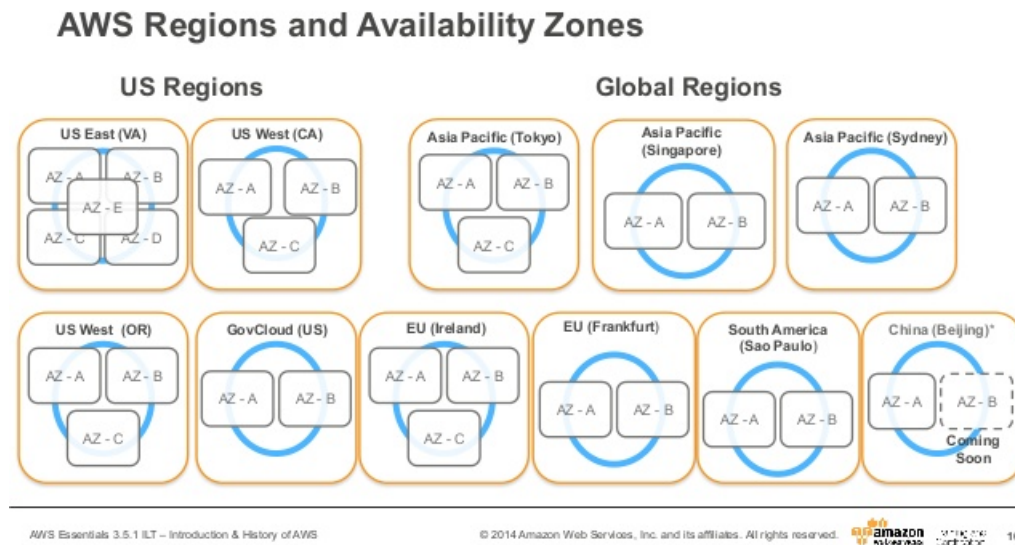 AWS Regions and Availability Zones
US Regions
Global Regions
US East (VA)
AZ - A
AZ - B
AZ - E
AZ - C
AZ - D
US West (CA)
AZ - A
AZ - B
AZ - C
Asia Pacific (Tokyo)
AZ - A
AZ - B
AZ - C
Asia Pacific
(Singapore)
AZ - A
AZ - B
Asia Pacific (Sydney)
AZ - A
AZ - B
US West (OR)
AZ - A
AZ - B
AZ - C
GovCloud (US)
AZ - A
AZ - B
EU (Ireland)
AZ - A
AZ - B
AZ - C
EU (Frankfurt)
AZ - A
AZ - B
South America
(Sao Paulo)
AZ - A
AZ - B
China (Beijing)*
AZ - A
AZ - B
Coming
Soon
AWS Essentials 3.5.1 ILT – Introduction & History of AWS
© 2014 Amazon Web Services, Inc. and its affiliates. All rights reserved.
amazon